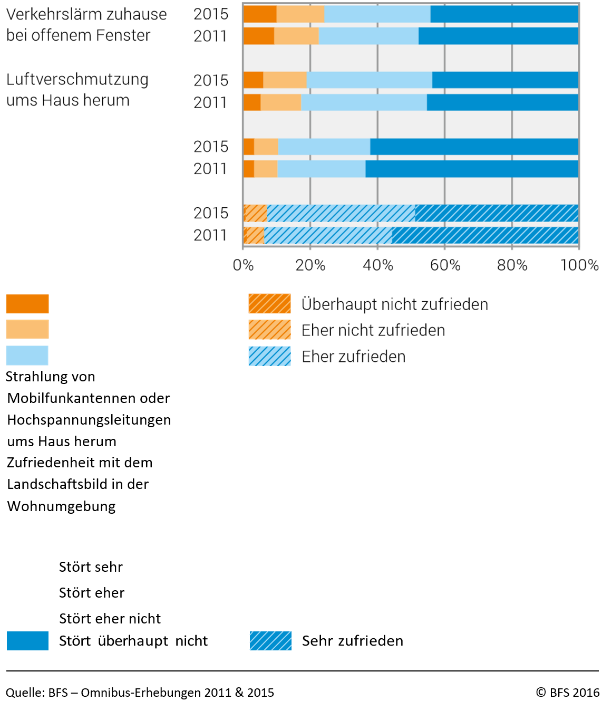 Verkehrslärm zuhause
bei offenem Fenster
2015
2011
Luftverschmutzung
ums Haus herum
2015
2011
2015
2011
2015
2011
0% 20% 40% 60% 80% 100%
Überhaupt nicht zufrieden
Eher nicht zufrieden
Eher zufrieden
Strahlung von
Mobilfunkantennen oder
Hochspannungsleitungen
ums Haus herum
Zufriedenheit mit dem
Landschaftsbild in der
Wohnumgebung
Stört sehr
Stört eher
Stört eher nicht
Stört überhaupt nicht
Sehr zufrieden
Quelle: BFS – Omnibus-Erhebungen 2011 & 2015
© BFS 2016